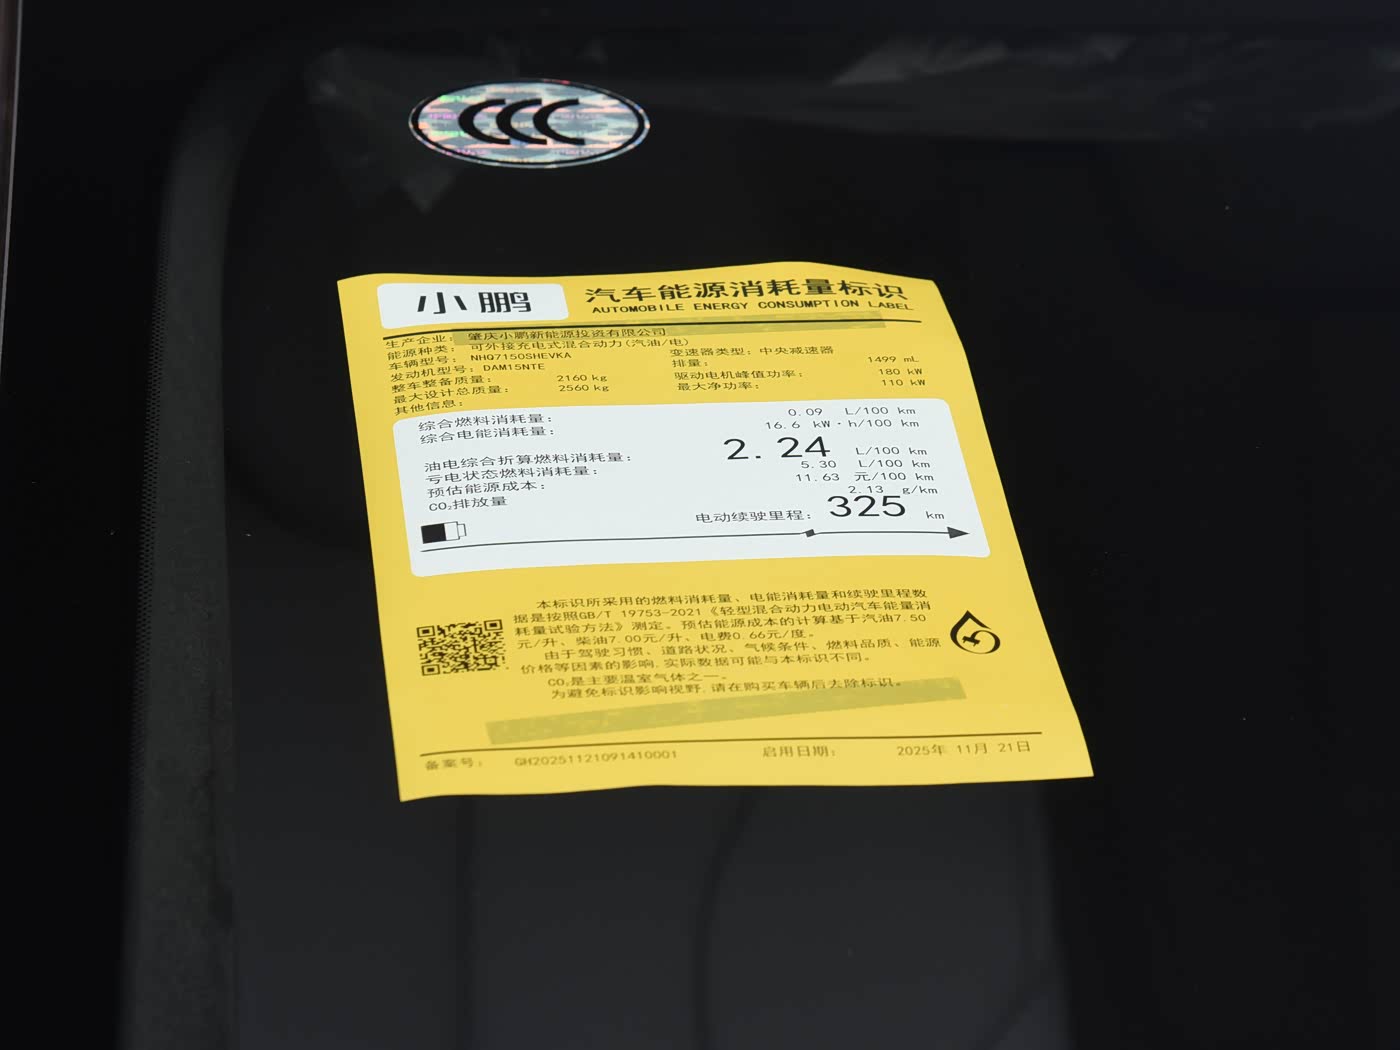 CCC
小鹏
汽车能源消耗量标识
AUTOMOBILE ENERGY CONSUMPTION LABEL
生产企业: 肇庆小鹏新能源投资有限公司
能源种类: 可外接充电式混合动力(汽油/电)
车辆型号: NHQ7150SHEVKA 变速器类型: 中央减速器
发动机型号: DAM15NTE 排量: 1499 mL
整车整备质量: 2160 kg 驱动电机峰值功率: 180 kW
最大设计总质量: 2560 kg 最大净功率: 110 kW
其他信息:
综合燃料消耗量: 0.09 L/100 km
综合电能消耗量: 16.6 kW·h/100 km
油电综合折算燃料消耗量: 2.24 L/100 km
亏电状态燃料消耗量: 5.30 L/100 km
预估能源成本: 11.63 元/100 km
CO₂排放量 2.13 g/km
电动续驶里程: 325 km
本标识所采用的燃料消耗量、电能消耗量和续驶里程数
据是按照GB/T 19753-2021《轻型混合动力电动汽车能量消
耗量试验方法》测定。预估能源成本的计算基于汽油7.50
元/升、柴油7.00元/升、电费0.66元/度。
由于驾驶习惯、道路状况、气候条件、燃料品质、能源
价格等因素的影响,实际数据可能与本标识不同。
CO₂是主要温室气体之一。
为避免标识影响视野,请在购买车辆后去除标识。
备案号: GH20251121091410001 启用日期: 2025年 11月 21日